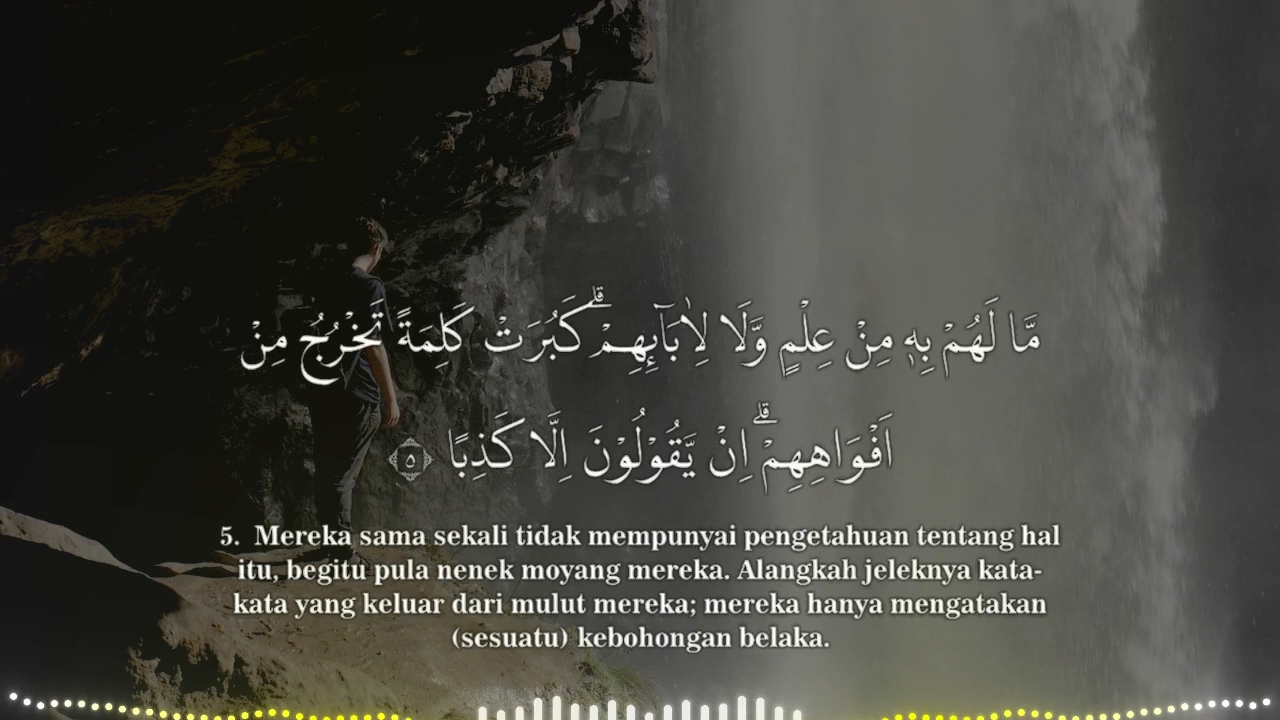 مَّا لَهُمْ بِهٖ مِنْ عِلْمٍ وَّلَا لِاٰبَاۤىِٕهِمْۗ كَبُرَتْ كَلِمَةً تَخْرُجُ مِنْ
اَفْوَاهِهِمْۗ اِنْ يَّقُوْلُوْنَ اِلَّا كَذِبًا ٥
5. Mereka sama sekali tidak mempunyai pengetahuan tentang hal
itu, begitu pula nenek moyang mereka. Alangkah jeleknya kata-
kata yang keluar dari mulut mereka; mereka hanya mengatakan
(sesuatu) kebohongan belaka.